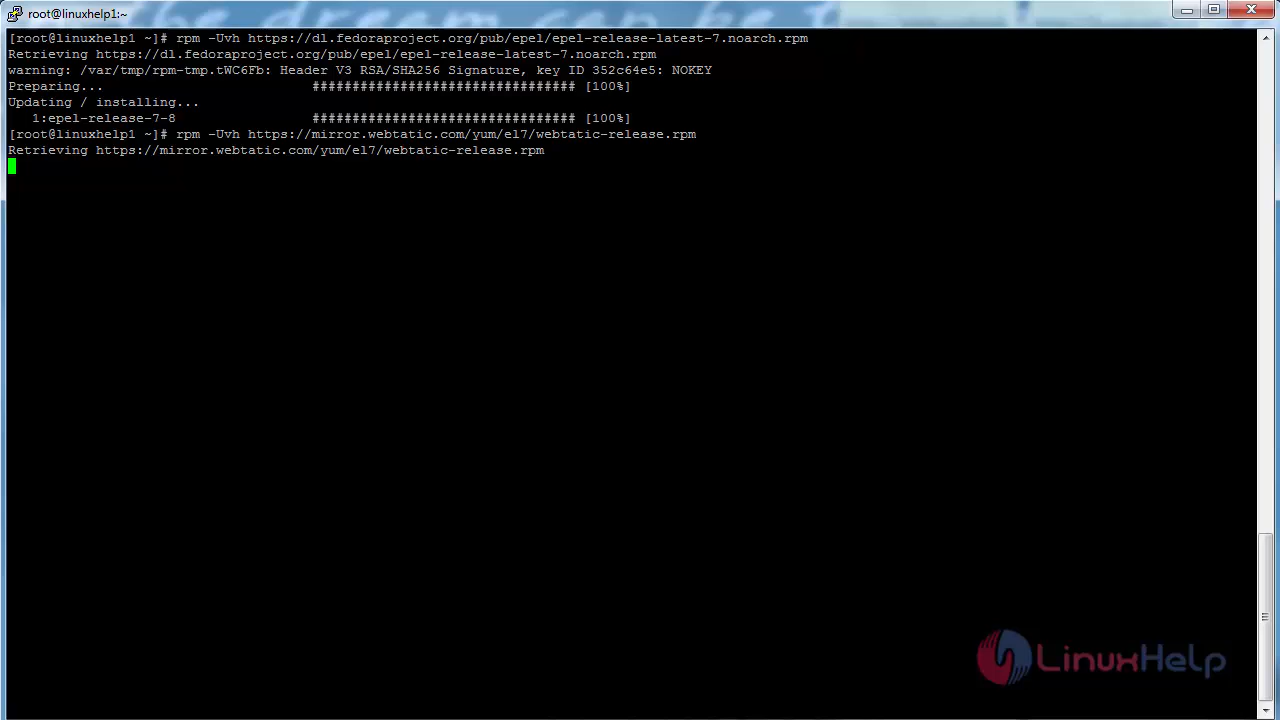 root@linuxhelp1:~
the dream can be t
[root@linuxhelp1 ~]# rpm -Uvh https://dl.fedoraproject.org/pub/epel/epel-release-latest-7.noarch.rpm
Retrieving https://dl.fedoraproject.org/pub/epel/epel-release-latest-7.noarch.rpm
warning: /var/tmp/rpm-tmp.tWC6Fb: Header V3 RSA/SHA256 Signature, key ID 352c64e5: NOKEY
Preparing... ################################# [100%]
Updating / installing...
1:epel-release-7-8 ################################# [100%]
[root@linuxhelp1 ~]# rpm -Uvh https://mirror.webtatic.com/yum/el7/webtatic-release.rpm
Retrieving https://mirror.webtatic.com/yum/el7/webtatic-release.rpm
LinuxHelp